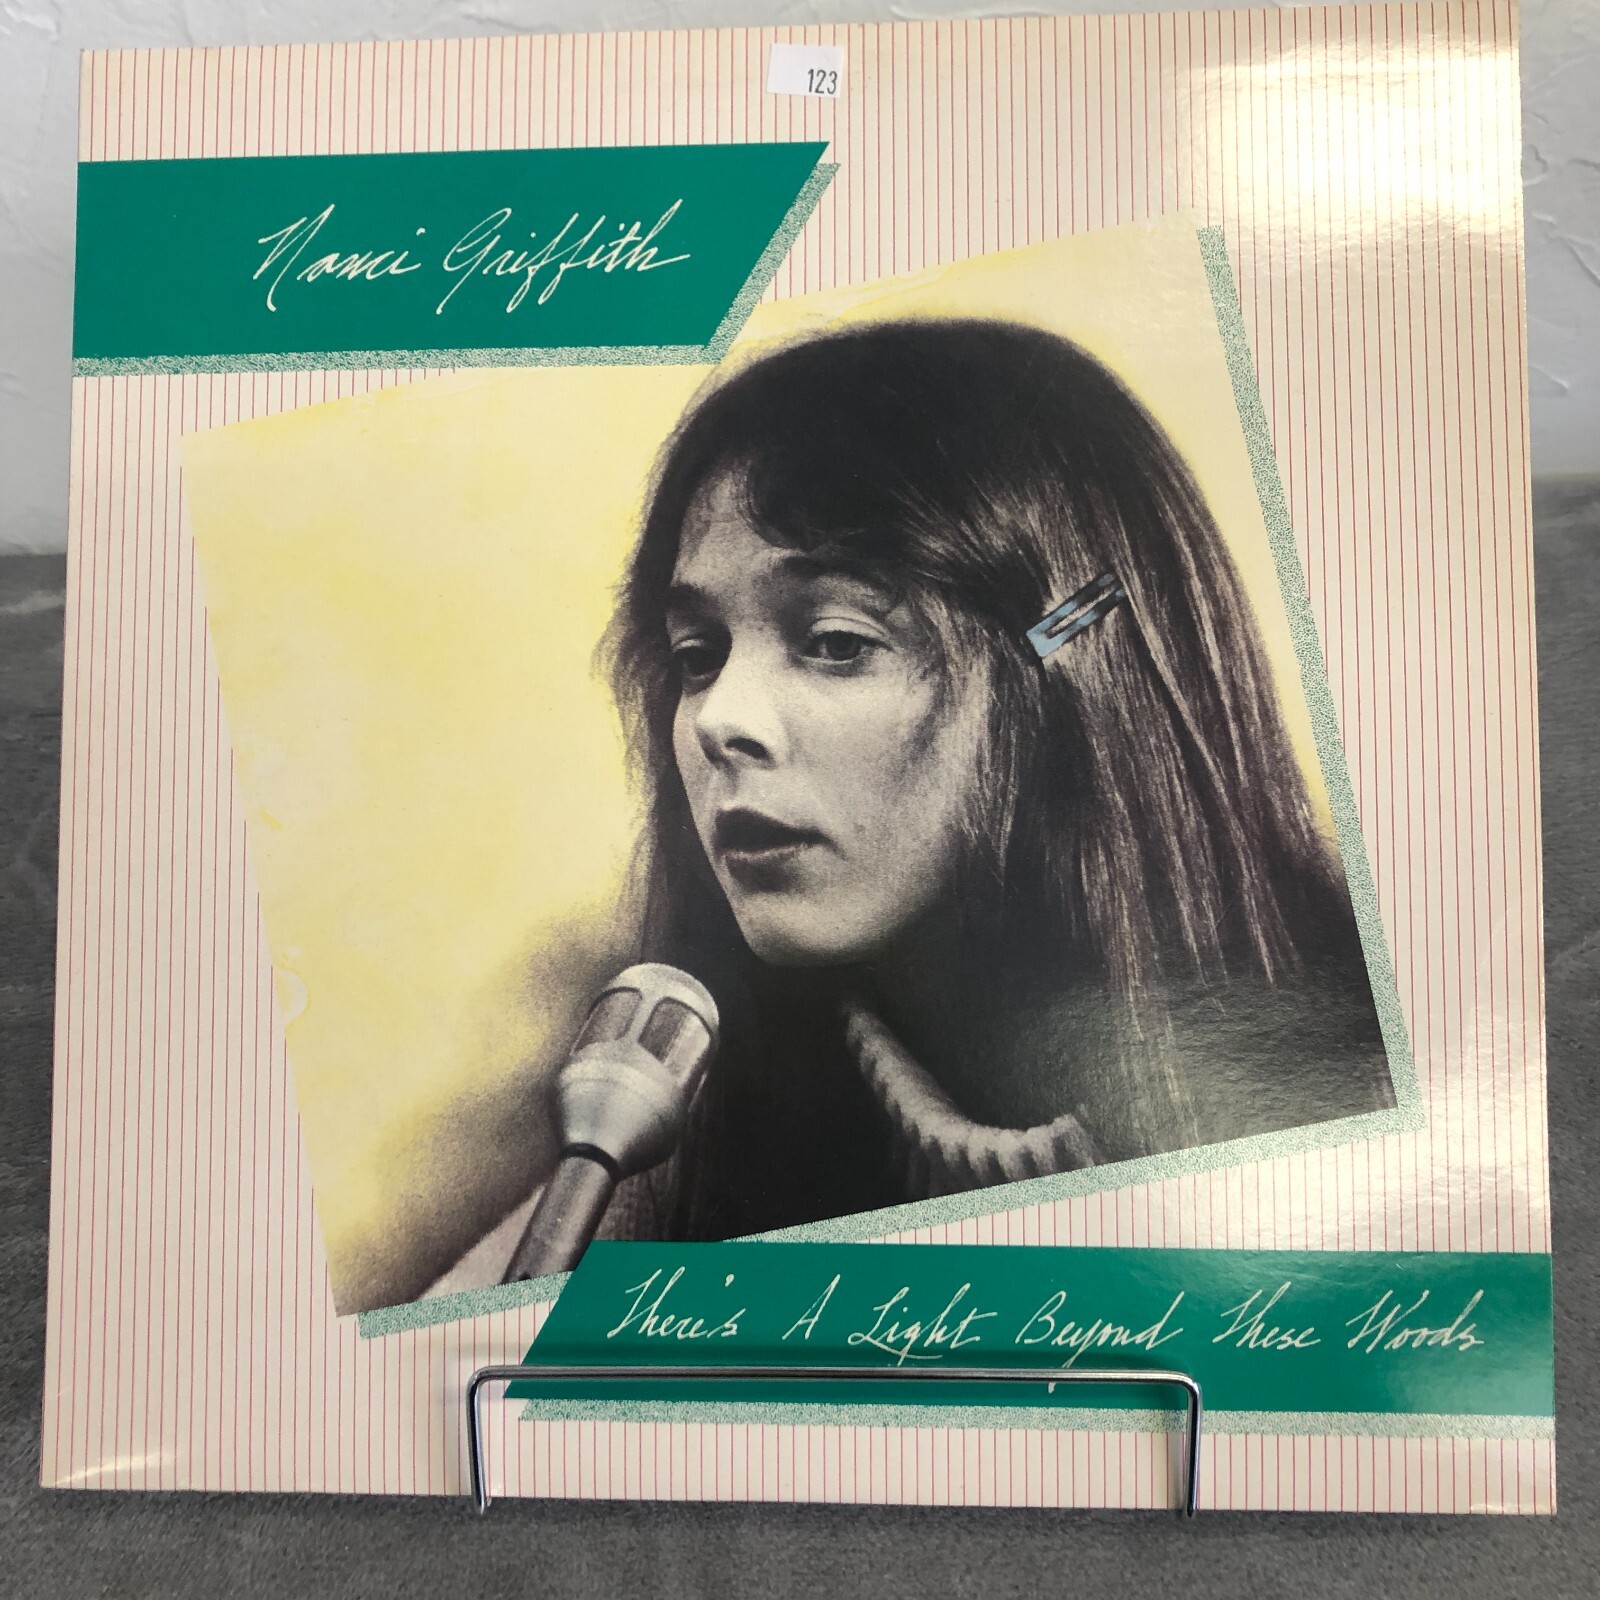 123
Nanci Griffith
There's A Light Beyond These Woods